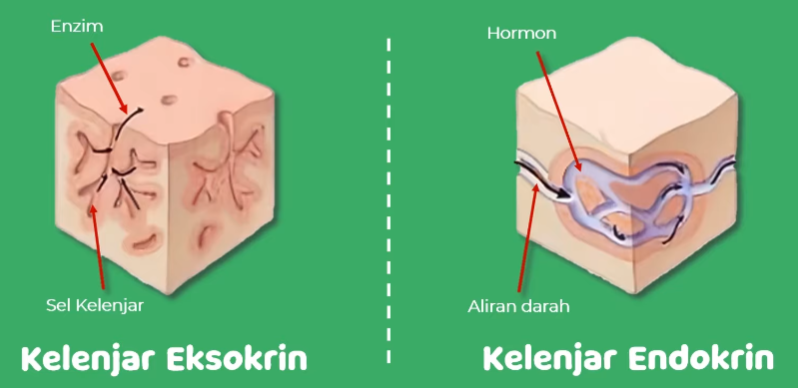 Enzim
Sel Kelenjar
Kelenjar Eksokrin
Hormon
Aliran darah
Kelenjar Endokrin